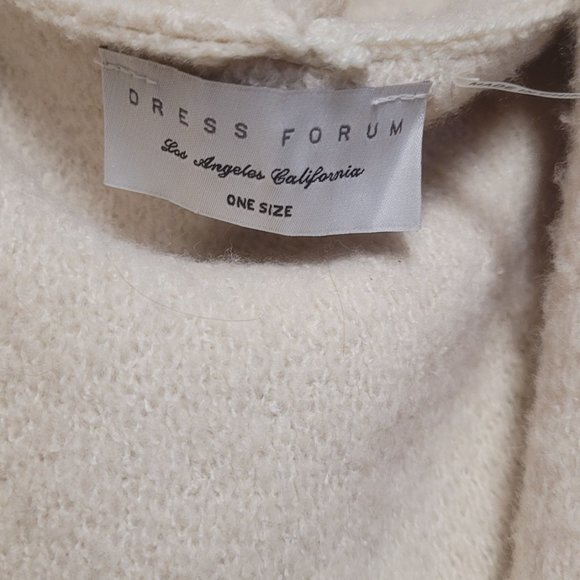 DRESS FORUM
Los Angeles California
ONE SIZE